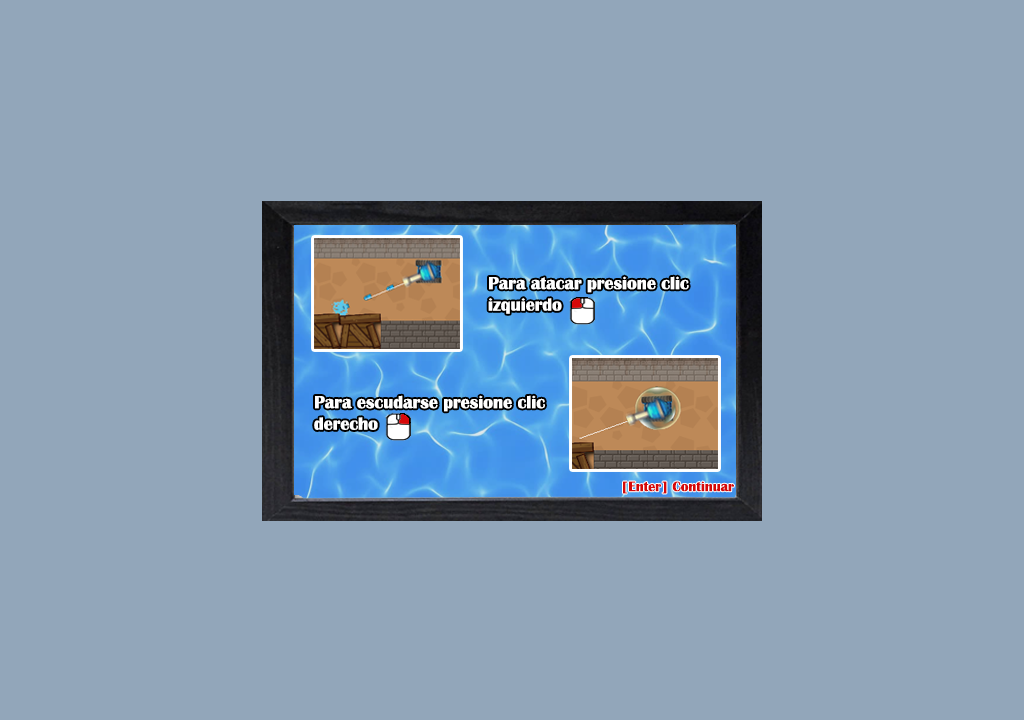 Para atacar presione clic
izquierdo
Para escudarse presione clic
derecho
[Enter] Continuar